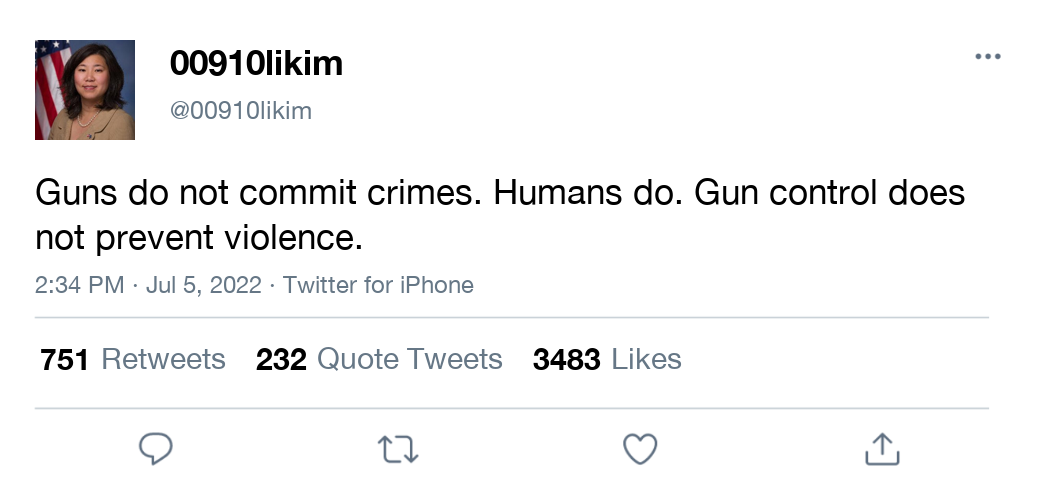 00910likim
@00910likim
Guns do not commit crimes. Humans do. Gun control does
not prevent violence.
2:34 PM · Jul 5, 2022 · Twitter for iPhone
751 Retweets 232 Quote Tweets 3483 Likes